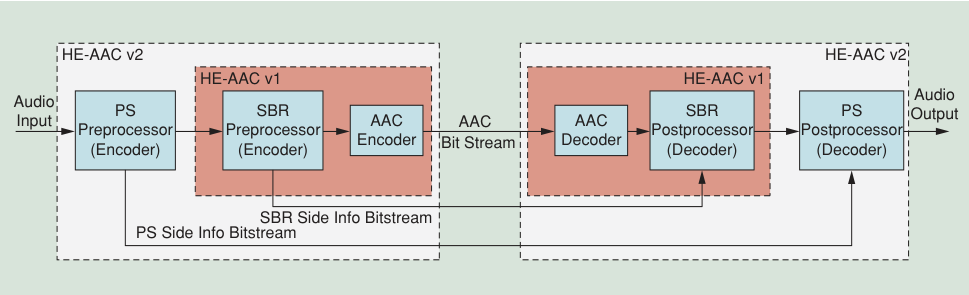 HE-AAC v2
HE-AAC v1
Audio
Input
PS
Preprocessor
(Encoder)
SBR
Preprocessor
(Encoder)
AAC
Encoder
AAC
Bit Stream
HE-AAC v2
HE-AAC v1
AAC
Decoder
SBR
Postprocessor
(Decoder)
PS
Postprocessor
(Decoder)
Audio
Output
SBR Side Info Bitstream
PS Side Info Bitstream